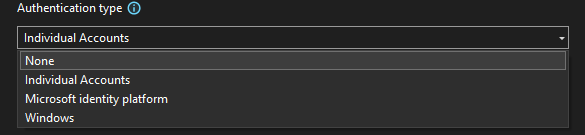 Authentication type
Individual Accounts
None
Individual Accounts
Microsoft identity platform
Windows